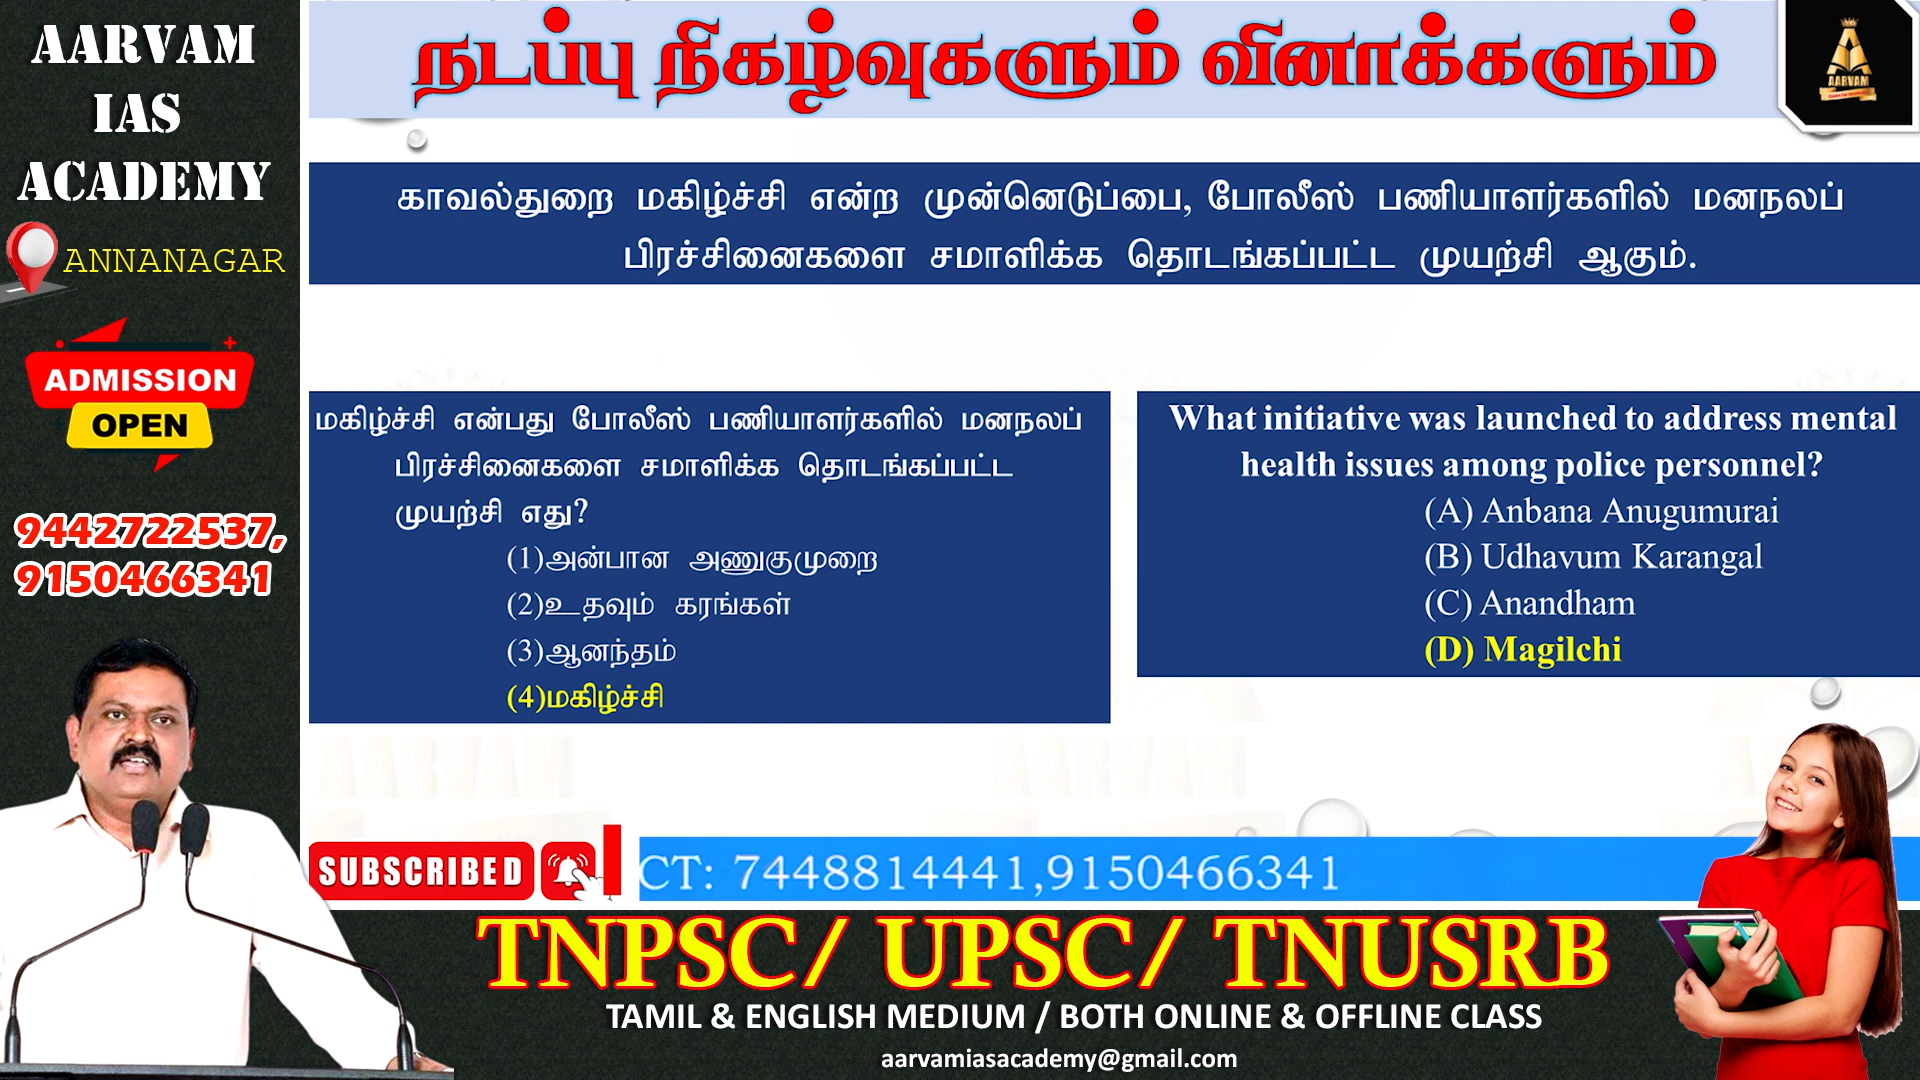 AARVAM
IAS
ACADEMY
ANNANAGAR
ADMISSION
OPEN
9442722537,
9150466341
நடப்பு நிகழ்வுகளும் வினாக்களும்
AARVAM
காவல்துறை மகிழ்ச்சி என்ற முன்னெடுப்பை, போலீஸ் பணியாளர்களில் மனநலப்
பிரச்சினைகளை சமாளிக்க தொடங்கப்பட்ட முயற்சி ஆகும்.
மகிழ்ச்சி என்பது போலீஸ் பணியாளர்களில் மனநலப்
பிரச்சினைகளை சமாளிக்க தொடங்கப்பட்ட
முயற்சி எது?
(1)அன்பான அணுகுமுறை
(2)உதவும் கரங்கள்
(3)ஆனந்தம்
(4)மகிழ்ச்சி
What initiative was launched to address mental
health issues among police personnel?
(A) Anbana Anugumurai
(B) Udhavum Karangal
(C) Anandham
(D) Magilchi
SUBSCRIBED
CT: 7448814441,9150466341
TNPSC/ UPSC/ TNUSRB
TAMIL & ENGLISH MEDIUM / BOTH ONLINE & OFFLINE CLASS
aarvamiasacademy@gmail.com